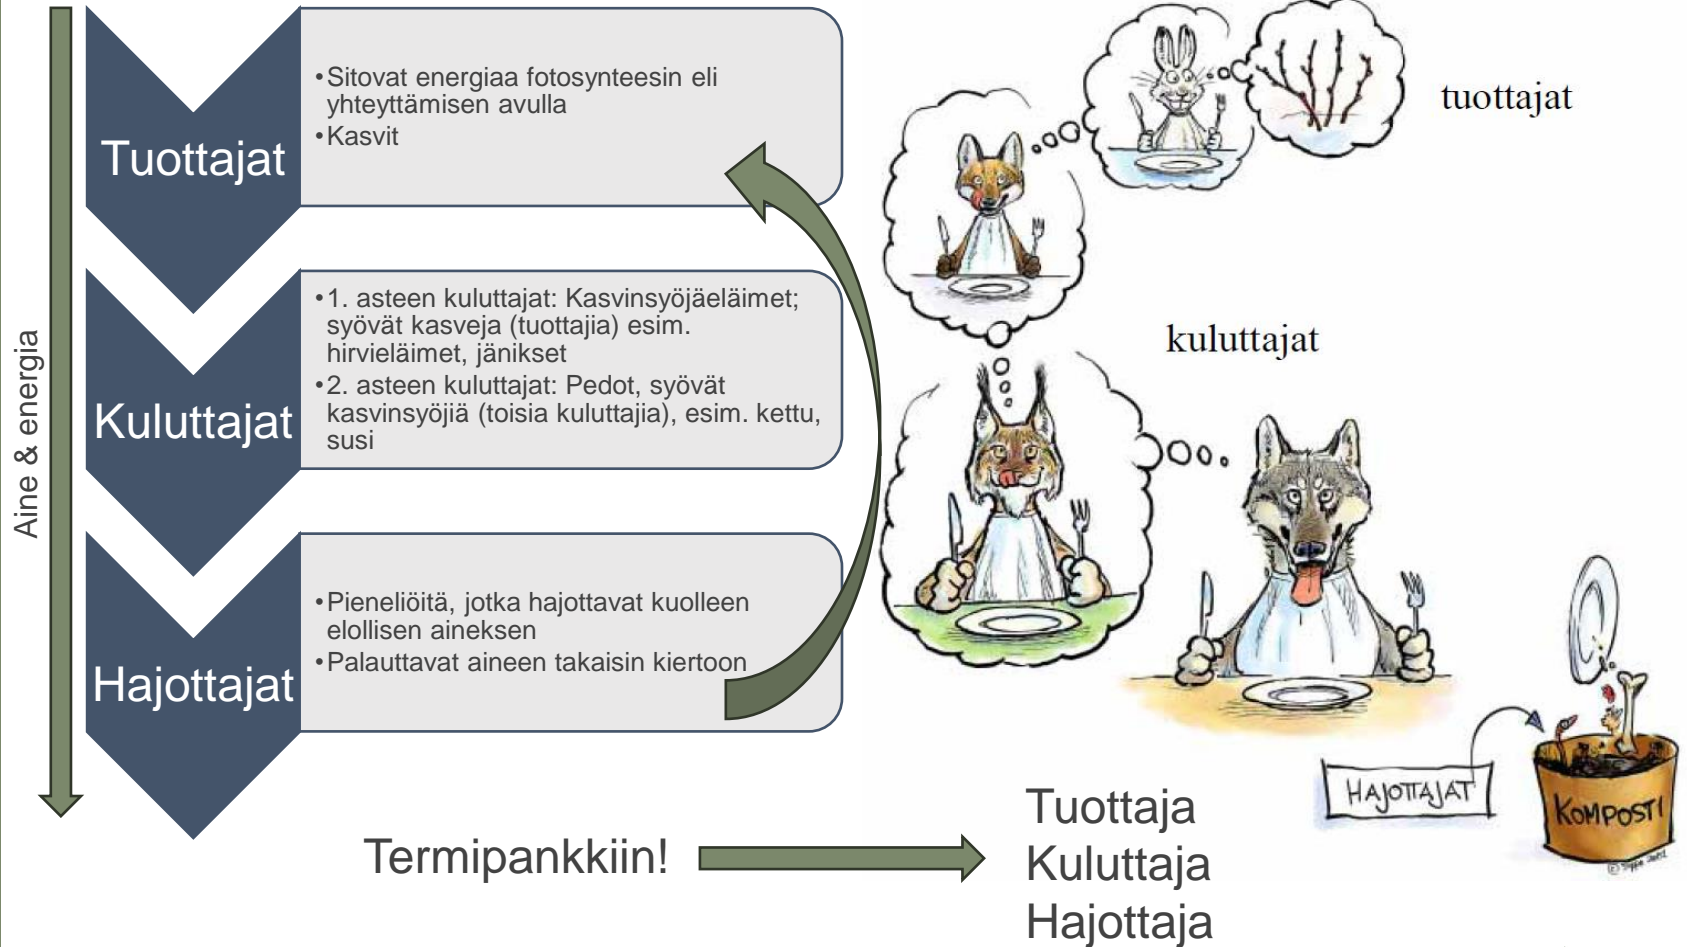 Aine & energia
Tuottajat
•Sitovat energiaa fotosynteesin eli
yhteyttämisen avulla
•Kasvit
Kuluttajat
•1. asteen kuluttajat: Kasvinsyöjäeläimet;
syövät kasveja (tuottajia) esim.
hirvieläimet, jänikset
•2. asteen kuluttajat: Pedot, syövät
kasvinsyöjiä (toisia kuluttajia), esim. kettu,
susi
Hajottajat
•Pieneliöitä, jotka hajottavat kuolleen
elollisen aineksen
•Palauttavat aineen takaisin kiertoon
tuottajat
kuluttajat
HAJOTTAJAT
KOMPOSTI
Termipankkiin!
Tuottaja
Kuluttaja
Hajottaja